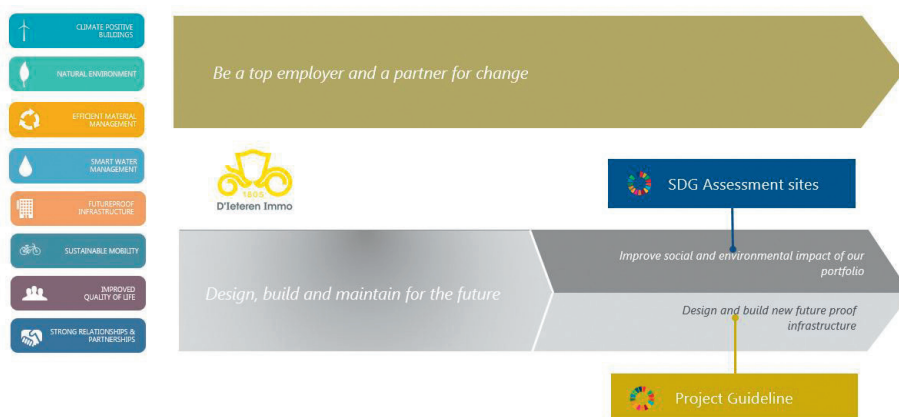 CLIMATE POSITIVE
BUILDINGS
NATURAL ENVIRONMENT
EFFICIENT MATERIAL
MANAGEMENT
SMART WATER
MANAGEMENT
FUTUREPROOF
INFRASTRUCTURE
SUSTAINABLE MOBILITY
IMPROVED
QUALITY OF LIFE
STRONG RELATIONSHIPS &
PARTNERSHIPS
Be a top employer and a partner for change
1805
D'Ieteren Immo
SDG Assessment sites
Design, build and maintain for the future
Improve social and environmental impact of our
portfolio
Design and build new future proof
infrastructure
Project Guideline